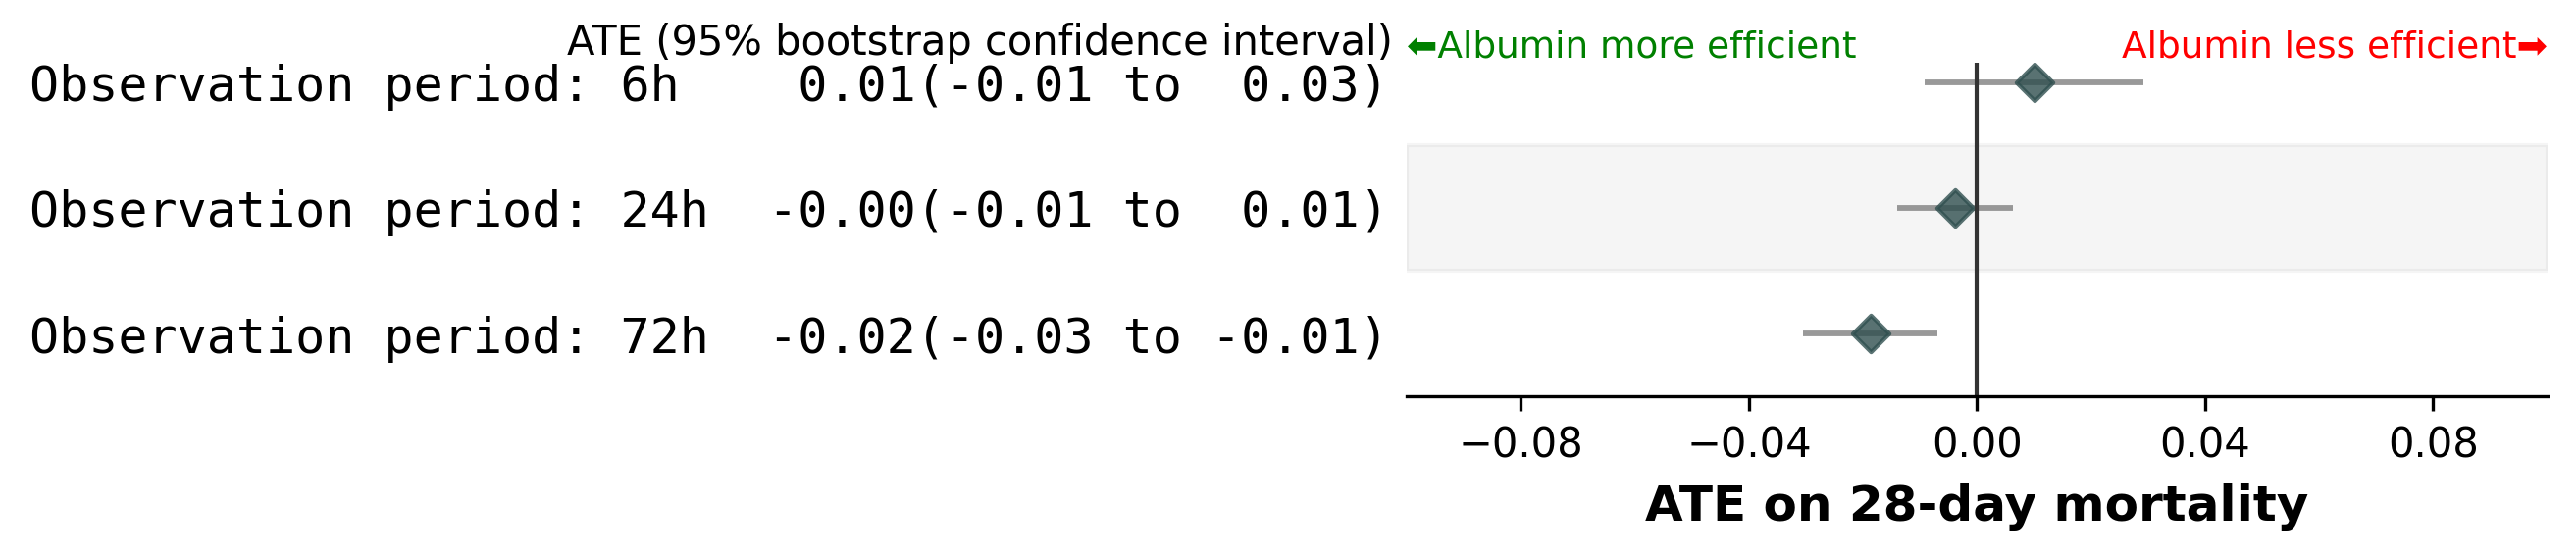 ATE (95% bootstrap confidence interval) ⬅Albumin more efficient Albumin less efficient➡
Observation period: 6h 0.01(-0.01 to 0.03)
Observation period: 24h -0.00(-0.01 to 0.01)
Observation period: 72h -0.02(-0.03 to -0.01)
−0.08 −0.04 0.00 0.04 0.08
ATE on 28-day mortality